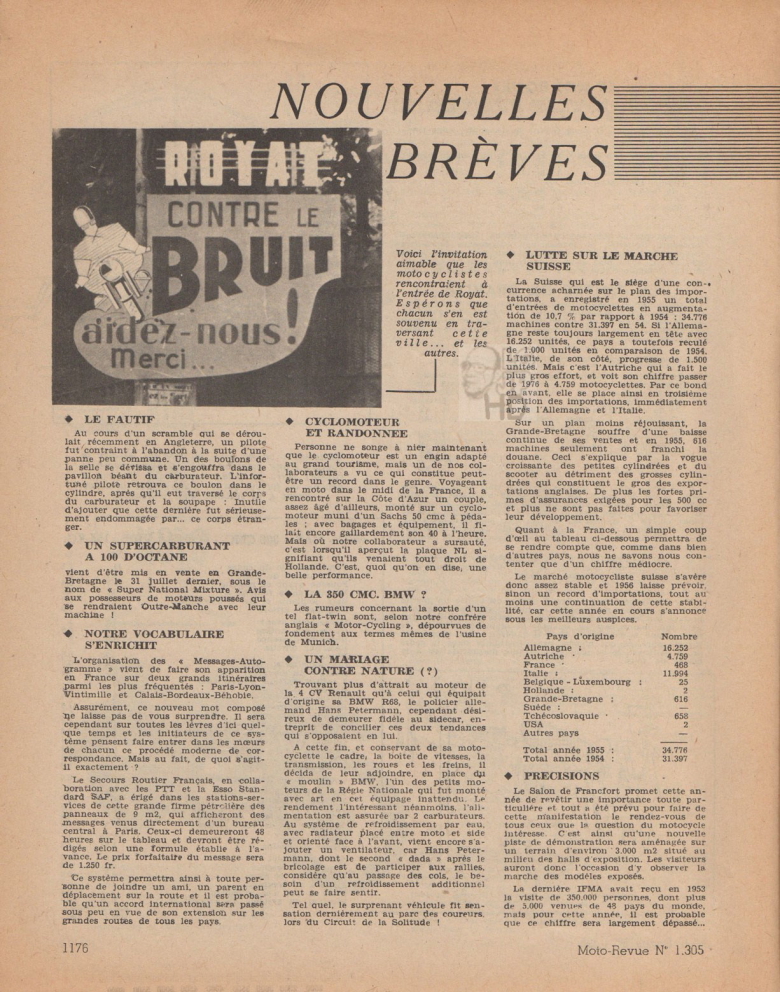 NOUVELLES
BRÈVES
ROYAT
CONTRE LE
BRUIT
aidez-nous!
Merci...
Voici l'invitation
aimable que les
motocyclistes
rencontraient à
l'entrée de Royat.
Espérons que
chacun s'en est
souvenu en tra-
versant cette
ville... et les
autres.
◆ LE FAUTIF
Au cours d'un scramble qui se dérou-
lait récemment en Angleterre, un pilote
fut contraint à l'abandon à la suite d'une
panne peu commune. Un des boulons de
la selle se dévissa et s'engouffra dans le
pavillon béant du carburateur. L'infor-
tuné pilote retrouva ce boulon dans le
cylindre, après qu'il eut traversé le corps
du carburateur et la soupape : Inutile
d'ajouter que cette dernière fut sérieuse-
ment endommagée par... ce corps étran-
ger.
◆ UN SUPERCARBURANT
A 100 D'OCTANE
vient d'être mis en vente en Grande-
Bretagne le 31 juillet dernier, sous le
nom de « Super National Mixture ». Avis
aux possesseurs de moteurs poussés qui
se rendraient Outre-Manche avec leur
machine !
◆ NOTRE VOCABULAIRE
S'ENRICHIT
L'organisation des « Messages-Auto-
gramme » vient de faire son apparition
en France sur deux grands itinéraires
parmi les plus fréquentés : Paris-Lyon-
Vintimille et Calais-Bordeaux-Béhobie.
Assurément, ce nouveau mot composé
ne laisse pas de vous surprendre. Il sera
cependant sur toutes les lèvres d'ici quel-
que temps et les initiateurs de ce sys-
tème pensent faire entrer dans les mœurs
de chacun ce procédé moderne de cor-
respondance. Mais au fait, de quoi s'agit-
il exactement ?
Le Secours Routier Français, en colla-
boration avec les PTT et la Esso Stan-
dard SAF, a érigé dans les stations-ser-
vices de cette grande firme pétrolière des
panneaux de 9 m2, qui afficheront des
messages venus directement d'un bureau
central à Paris. Ceux-ci demeureront 48
heures sur le tableau et devront être ré-
digés selon une formule établie à l'a-
vance. Le prix forfaitaire du message sera
de 1.250 fr.
Ce système permettra ainsi à toute per-
sonne de joindre un ami, un parent en
déplacement sur la route et il est proba-
ble qu'un accord international sera passé
sous peu en vue de son extension sur les
grandes routes de tous les pays.
◆ CYCLOMOTEUR
ET RANDONNEE
Personne ne songe à nier maintenant
que le cyclomoteur est un engin adapté
au grand tourisme, mais un de nos col-
laborateurs a vu ce qui constitue peut-
être un record dans le genre. Voyageant
en moto dans le midi de la France, il a
rencontré sur la Côte d'Azur un couple,
assez âgé d'ailleurs, monté sur un cyclo-
moteur muni d'un Sachs 50 cmc à péda-
les ; avec bagages et équipement, il fi-
lait encore gaillardement son 40 à l'heure.
Mais où notre collaborateur a sursauté,
c'est lorsqu'il aperçut la plaque NL si-
gnifiant qu'ils venaient tout droit de
Hollande. C'est, quoi qu'on en dise, une
belle performance.
◆ LA 350 CMC. BMW ?
Les rumeurs concernant la sortie d'un
tel flat-twin sont, selon notre confrère
anglais « Motor-Cycling », dépourvues de
fondement aux termes mêmes de l'usine
de Munich.
◆ UN MARIAGE
CONTRE NATURE (?)
Trouvant plus d'attrait au moteur de
la 4 CV Renault qu'à celui qui équipait
d'origine sa BMW R68, le policier alle-
mand Hans Petermann, cependant dési-
reux de demeurer fidèle au sidecar, en-
treprit de concilier ces deux tendances
qui s'opposaient en lui.
A cette fin, et conservant de sa moto-
cyclette le cadre, la boîte de vitesses, la
transmission, les roues et les freins, il
décida de leur adjoindre, en place du
« moulin » BMW, l'un des petits mo-
teurs de la Régie Nationale qui fut monté
avec art en cet équipage inattendu. Le
rendement l'intéressant néanmoins, l'ali-
mentation est assurée par 2 carburateurs.
Au système de refroidissement par eau,
avec radiateur placé entre moto et side
et orienté face à l'avant, vient encore s'a-
jouter un ventilateur, car Hans Peter-
mann, dont le second « dada » après le
bricolage est de participer aux rallies,
considère qu'au passage des cols, le be-
soin d'un refroidissement additionnel
peut se faire sentir.
Tel quel, le surprenant véhicule fit sen-
sation dernièrement au parc des coureurs,
lors du Circuit de la Solitude !
◆ LUTTE SUR LE MARCHE
SUISSE
La Suisse qui est le siège d'une con-
currence acharnée sur le plan des impor-
tations, a enregistré en 1955 un total
d'entrées de motocyclettes en augmenta-
tion de 10,7 % par rapport à 1954 : 34.776
machines contre 31.397 en 54. Si l'Allema-
gne reste toujours largement en tête avec
16.252 unités, ce pays a toutefois reculé
de 1.000 unités en comparaison de 1954.
L'Italie, de son côté, progresse de 1.500
unités. Mais c'est l'Autriche qui a fait le
plus gros effort, et voit son chiffre passer
de 1976 à 4.759 motocyclettes. Par ce bond
en avant, elle se place ainsi en troisième
position des importations, immédiatement
après l'Allemagne et l'Italie.
Sur un plan moins réjouissant, la
Grande-Bretagne souffre d'une baisse
continue de ses ventes et en 1955, 616
machines seulement ont franchi la
douane. Ceci s'explique par la vogue
croissante des petites cylindrées et du
scooter au détriment des grosses cylin-
drées qui constituent le gros des expor-
tations anglaises. De plus les fortes pri-
mes d'assurances exigées pour les 500 cc
et plus ne sont pas faites pour favoriser
leur développement.
Quant à la France, un simple coup
d'œil au tableau ci-dessous permettra de
se rendre compte que, comme dans bien
d'autres pays, nous ne savons nous con-
tenter que d'un chiffre médiocre.
Le marché motocycliste suisse s'avère
donc assez stable et 1956 laisse prévoir,
sinon un record d'importations, tout au
moins une continuation de cette stabi-
lité, car cette année en cours s'annonce
sous les meilleurs auspices.
Pays d'origine Nombre
Allemagne : 16.252
Autriche 4.759
France 468
Italie : 11.994
Belgique - Luxembourg : 25
Hollande : 2
Grande-Bretagne : 616
Suède : —
Tchécoslovaquie 658
USA 2
Autres pays —
Total année 1955 : 34.776
Total année 1954 : 31.397
◆ PRECISIONS
Le Salon de Francfort promet cette an-
née de revêtir une importance toute par-
ticulière et tout a été prévu pour faire de
cette manifestation le rendez-vous de
tous ceux que la question du motocycle
intéresse. C'est ainsi qu'une nouvelle
piste de démonstration sera aménagée sur
un terrain d'environ 3.000 m2 situé au
milieu des halls d'exposition. Les visiteurs
auront donc l'occasion d'y observer la
marche des modèles exposés.
La dernière IFMA avait reçu en 1953
la visite de 350.000 personnes, dont plus
de 5.000 venues de 48 pays du monde,
mais pour cette année, il est probable
que ce chiffre sera largement dépassé...
1176
Moto-Revue N° 1.305